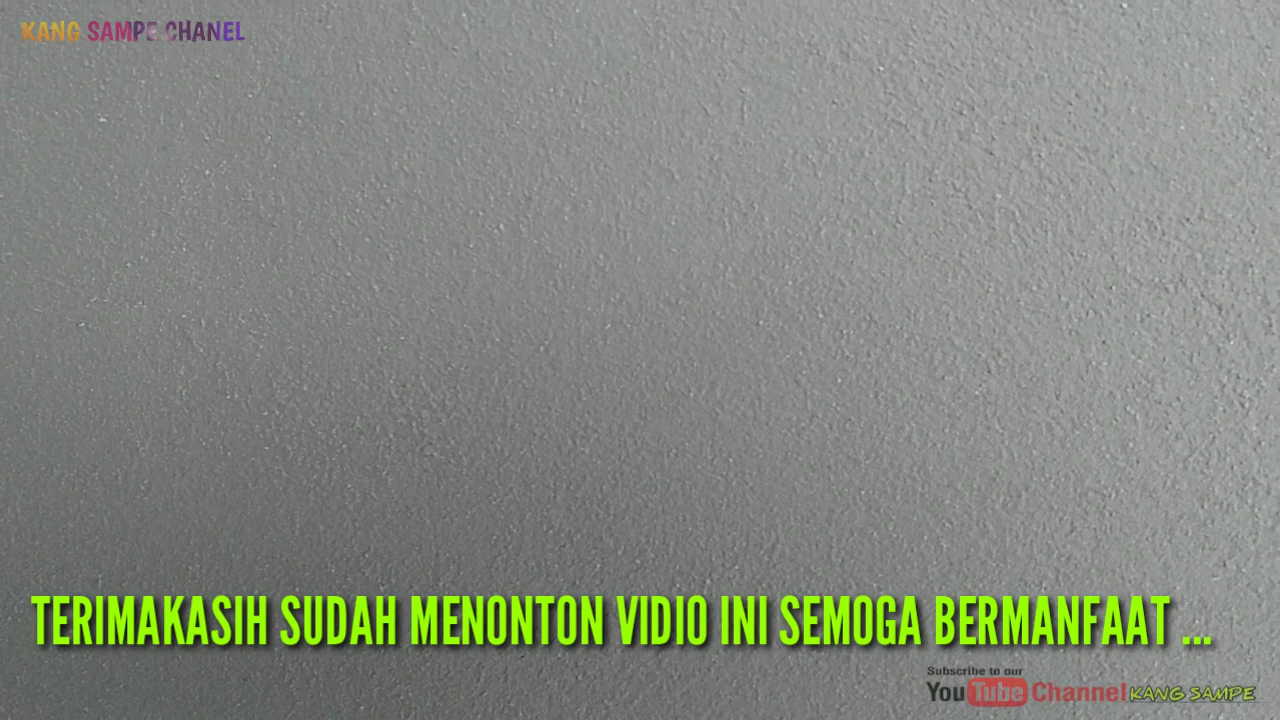 KANG SAMPE CHANEL
TERIMAKASIH SUDAH MENONTON VIDIO INI SEMOGA BERMANFAAT ...
Subscribe to our
YouTube Channel KANG SAMPE